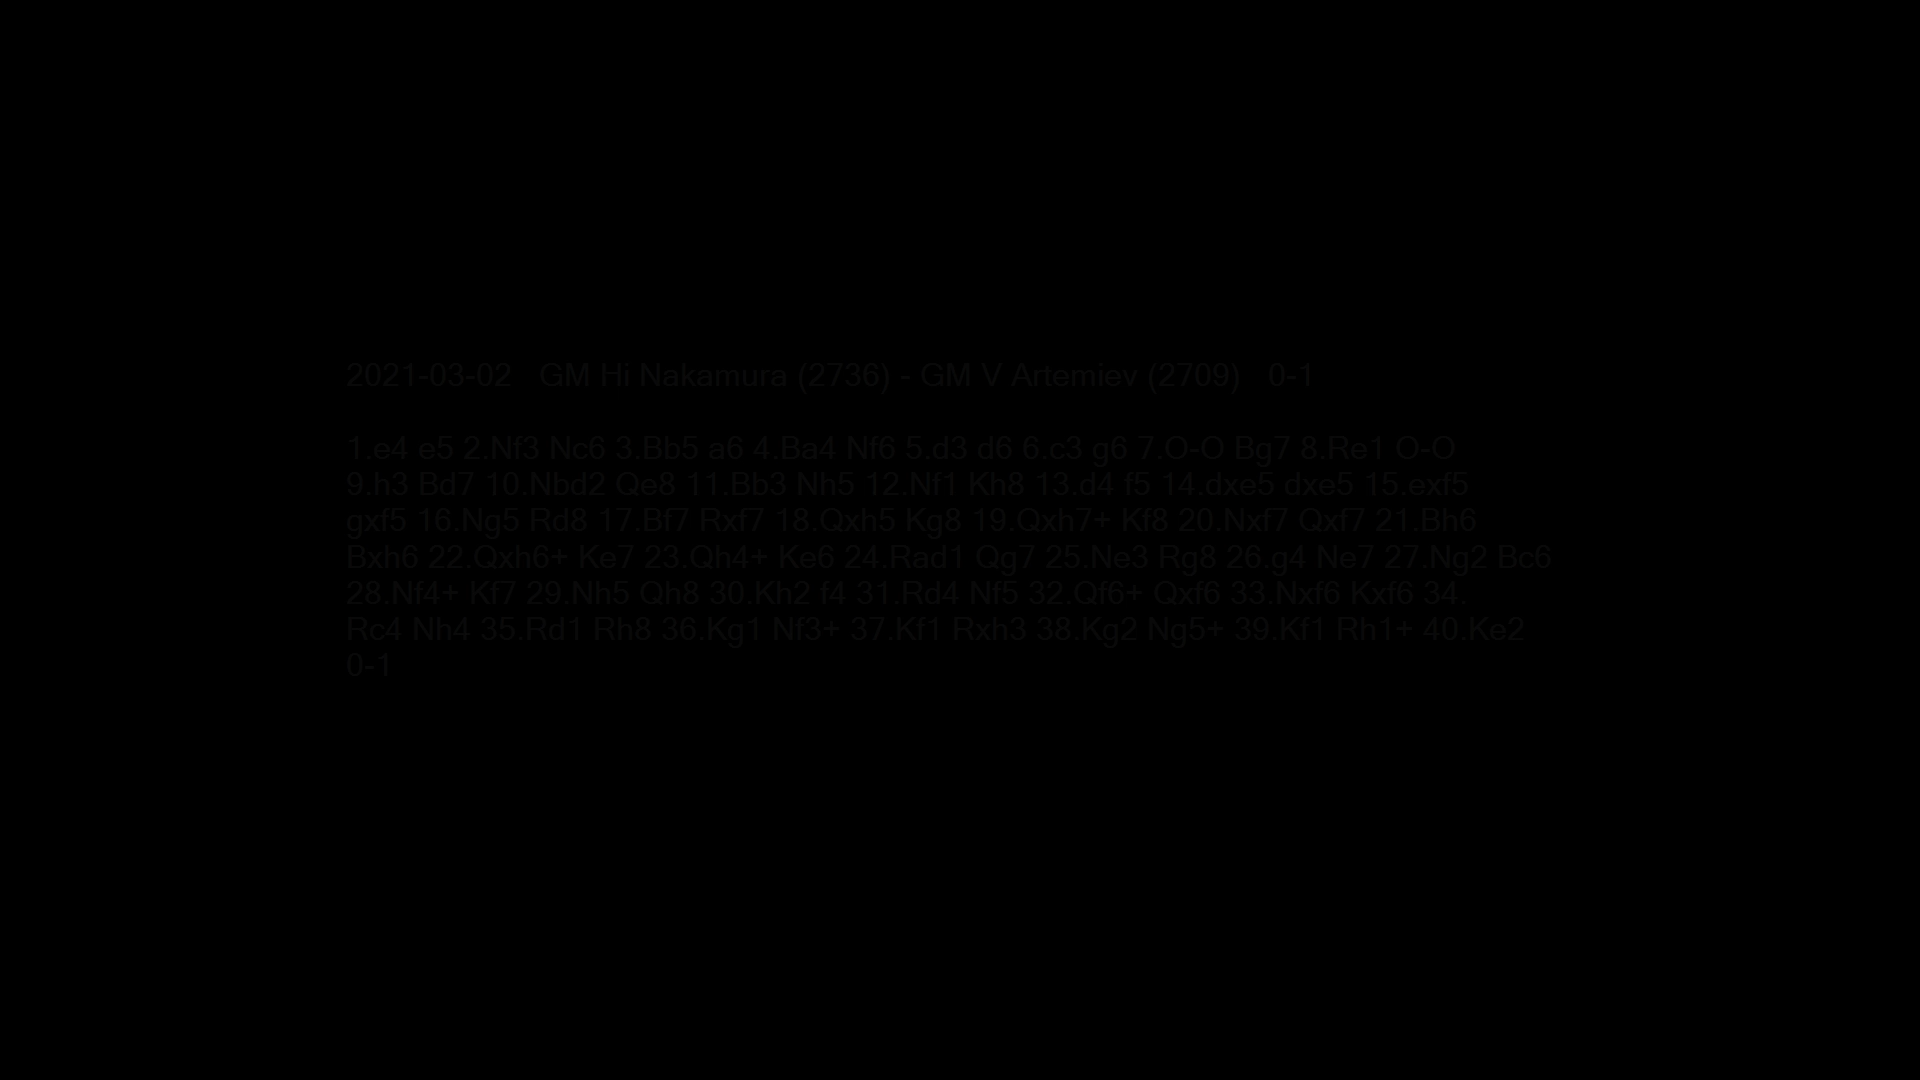 2021-03-02 GM Hi Nakamura (2736) - GM V Artemiev (2709) 0-1
1.e4 e5 2.Nf3 Nc6 3.Bb5 a6 4.Ba4 Nf6 5.d3 d6 6.c3 g6 7.O-O Bg7 8.Re1 O-O
9.h3 Bd7 10.Nbd2 Qe8 11.Bb3 Nh5 12.Nf1 Kh8 13.d4 f5 14.dxe5 dxe5 15.exf5
gxf5 16.Ng5 Rd8 17.Bf7 Rxf7 18.Qxh5 Kg8 19.Qxh7+ Kf8 20.Nxf7 Qxf7 21.Bh6
Bxh6 22.Qxh6+ Ke7 23.Qh4+ Ke6 24.Rad1 Qg7 25.Ne3 Rg8 26.g4 Ne7 27.Ng2 Bc6
28.Nf4+ Kf7 29.Nh5 Qh8 30.Kh2 f4 31.Rd4 Nf5 32.Qf6+ Qxf6 33.Nxf6 Kxf6 34.
Rc4 Nh4 35.Rd1 Rh8 36.Kg1 Nf3+ 37.Kf1 Rxh3 38.Kg2 Ng5+ 39.Kf1 Rh1+ 40.Ke2
0-1